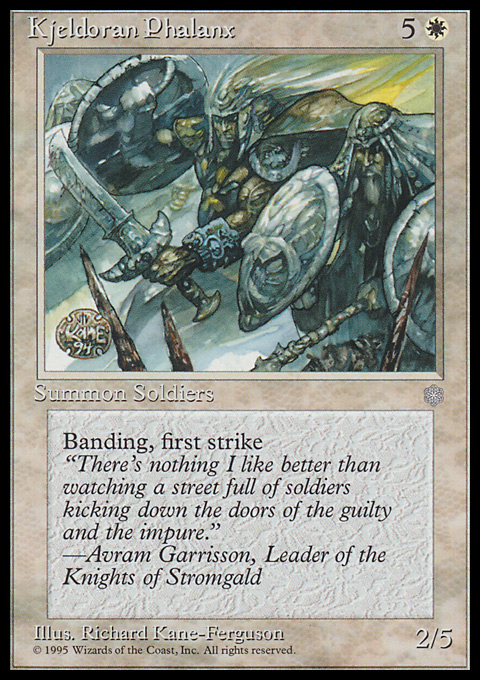 Kjeldoran Phalanx 5
KANE
94
Summon Soldiers
Banding, first strike
“There's nothing I like better than
watching a street full of soldiers
kicking down the doors of the guilty
and the impure.”
—Avram Garrisson, Leader of the
Knights of Stromgald
Illus. Richard Kane-Ferguson
2/5
© 1995 Wizards of the Coast, Inc. All rights reserved.